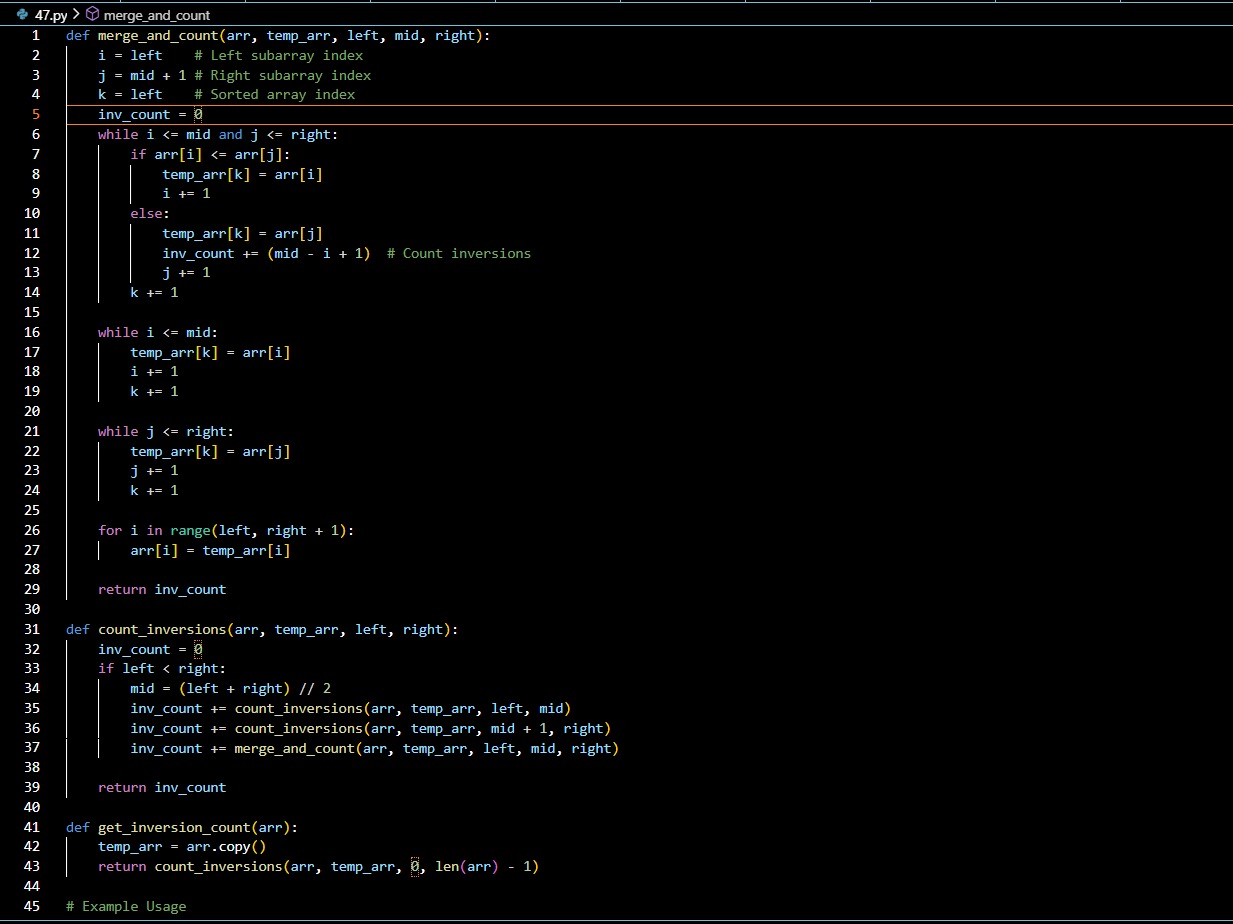 47.py > merge_and_count
1 def merge_and_count(arr, temp_arr, left, mid, right):
2     i = left    # Left subarray index
3     j = mid + 1 # Right subarray index
4     k = left    # Sorted array index
5     inv_count = 0
6     while i <= mid and j <= right:
7         if arr[i] <= arr[j]:
8             temp_arr[k] = arr[i]
9             i += 1
10         else:
11             temp_arr[k] = arr[j]
12             inv_count += (mid - i + 1)  # Count inversions
13             j += 1
14         k += 1
15
16     while i <= mid:
17         temp_arr[k] = arr[i]
18         i += 1
19         k += 1
20
21     while j <= right:
22         temp_arr[k] = arr[j]
23         j += 1
24         k += 1
25
26     for i in range(left, right + 1):
27         arr[i] = temp_arr[i]
28
29     return inv_count
30
31 def count_inversions(arr, temp_arr, left, right):
32     inv_count = 0
33     if left < right:
34         mid = (left + right) // 2
35         inv_count += count_inversions(arr, temp_arr, left, mid)
36         inv_count += count_inversions(arr, temp_arr, mid + 1, right)
37         inv_count += merge_and_count(arr, temp_arr, left, mid, right)
38
39     return inv_count
40
41 def get_inversion_count(arr):
42     temp_arr = arr.copy()
43     return count_inversions(arr, temp_arr, 0, len(arr) - 1)
44
45 # Example Usage